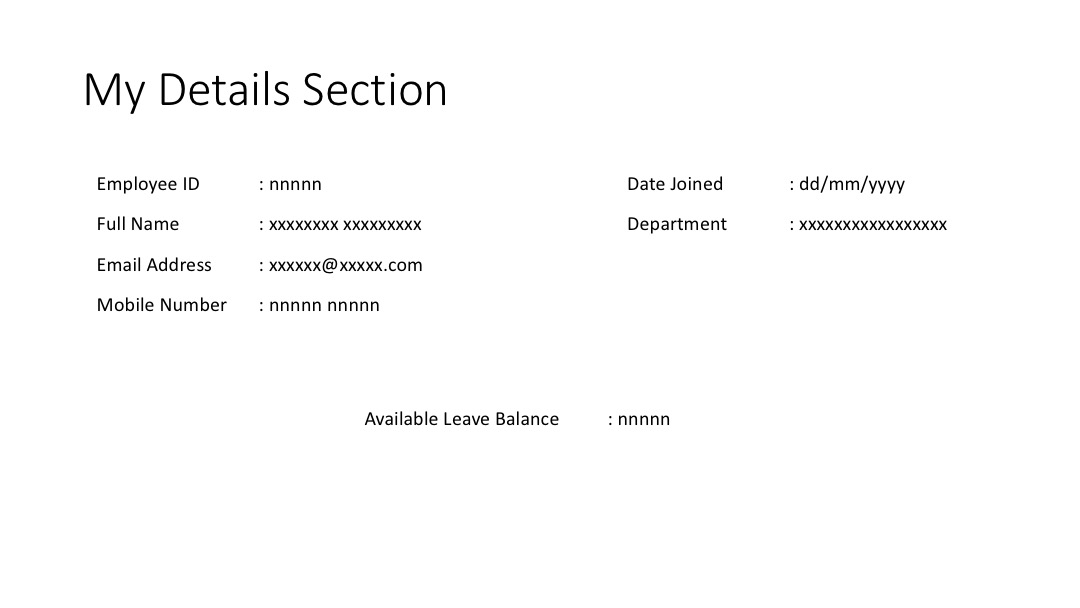 My Details Section
Employee ID : nnnnn Date Joined : dd/mm/yyyy
Full Name : xxxxxxxx xxxxxxxxx Department : xxxxxxxxxxxxxxxxx
Email Address : xxxxxx@xxxxx.com
Mobile Number : nnnnn nnnnn
Available Leave Balance : nnnnn